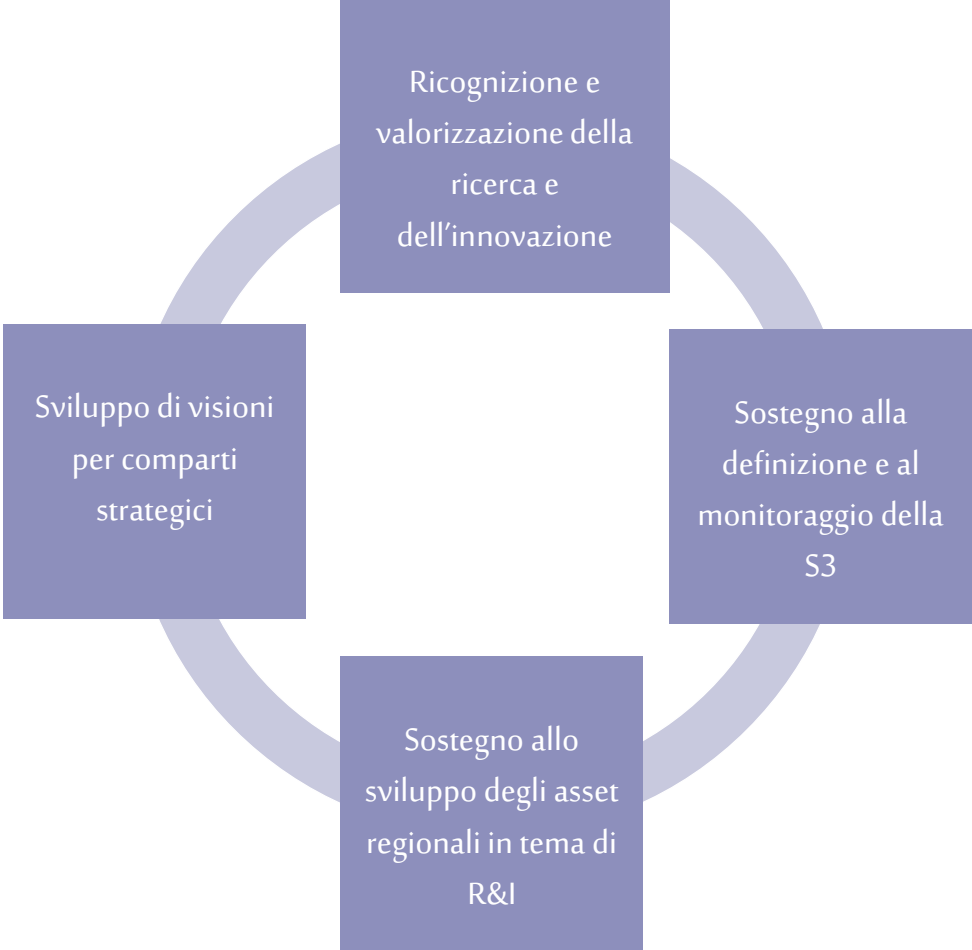 Ricognizione e
valorizzazione della
ricerca e
dell’innovazione
Sviluppo di visioni
per comparti
strategici
Sostegno alla
definizione e al
monitoraggio della
S3
Sostegno allo
sviluppo degli asset
regionali in tema di
R&I